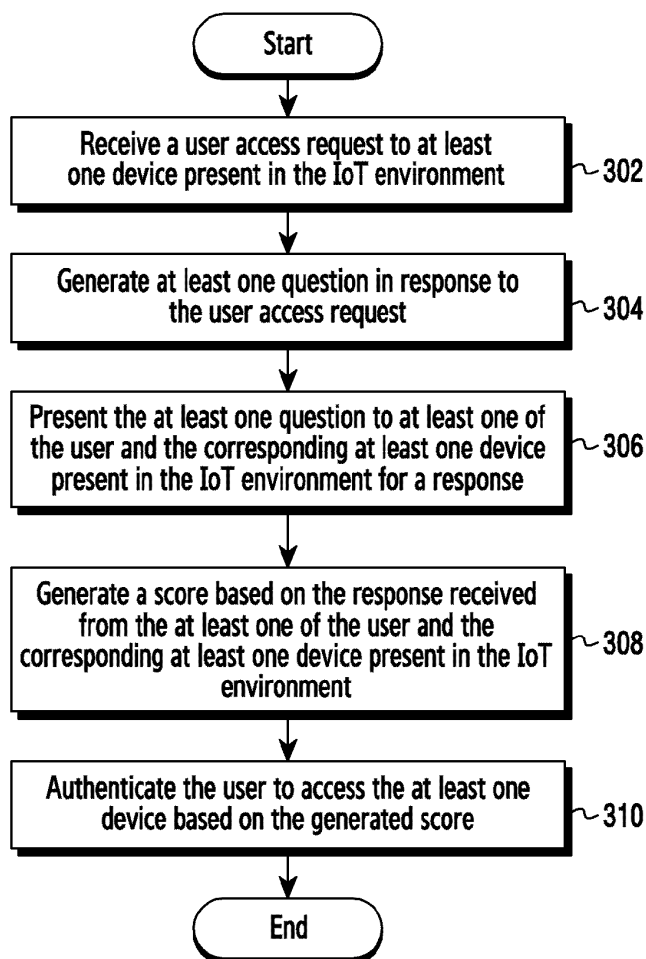 Start
Receive a user access request to at least
one device present in the IoT environment
302
Generate at least one question in response to
the user access request
304
Present the at least one question to at least one of
the user and the corresponding at least one device
present in the IoT environment for a response
306
Generate a score based on the response received
from the at least one of the user and the
corresponding at least one device present in the IoT
environment
308
Authenticate the user to access the at least one
device based on the generated score
310
End